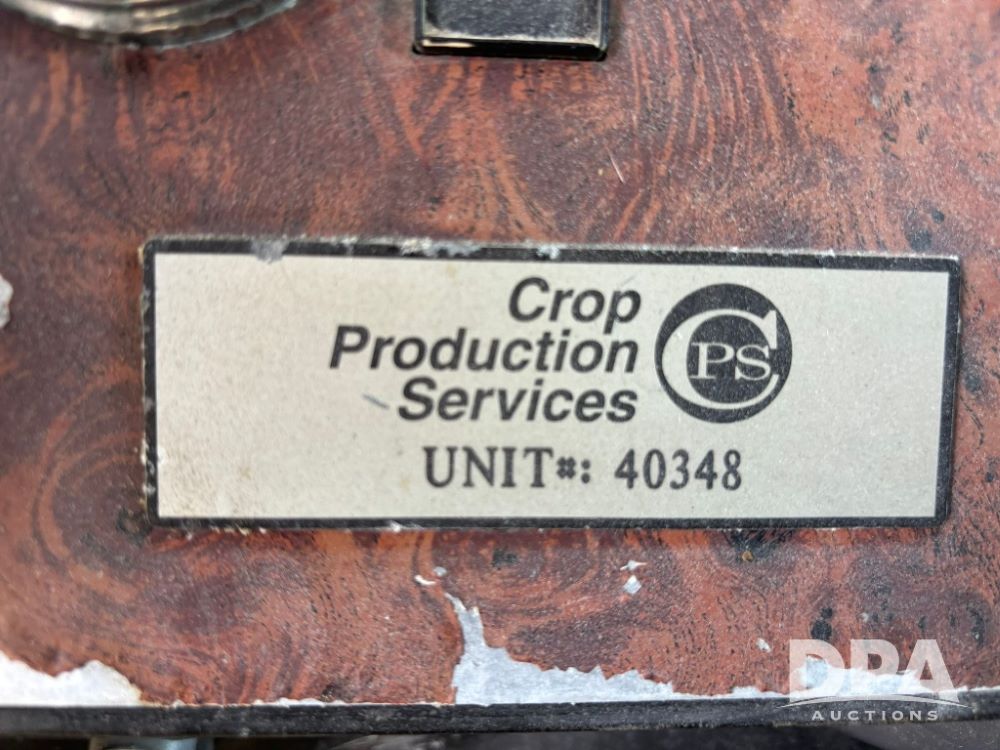 Crop
Production
Services
CPS
UNIT#: 40348
DPA
AUCTIONS